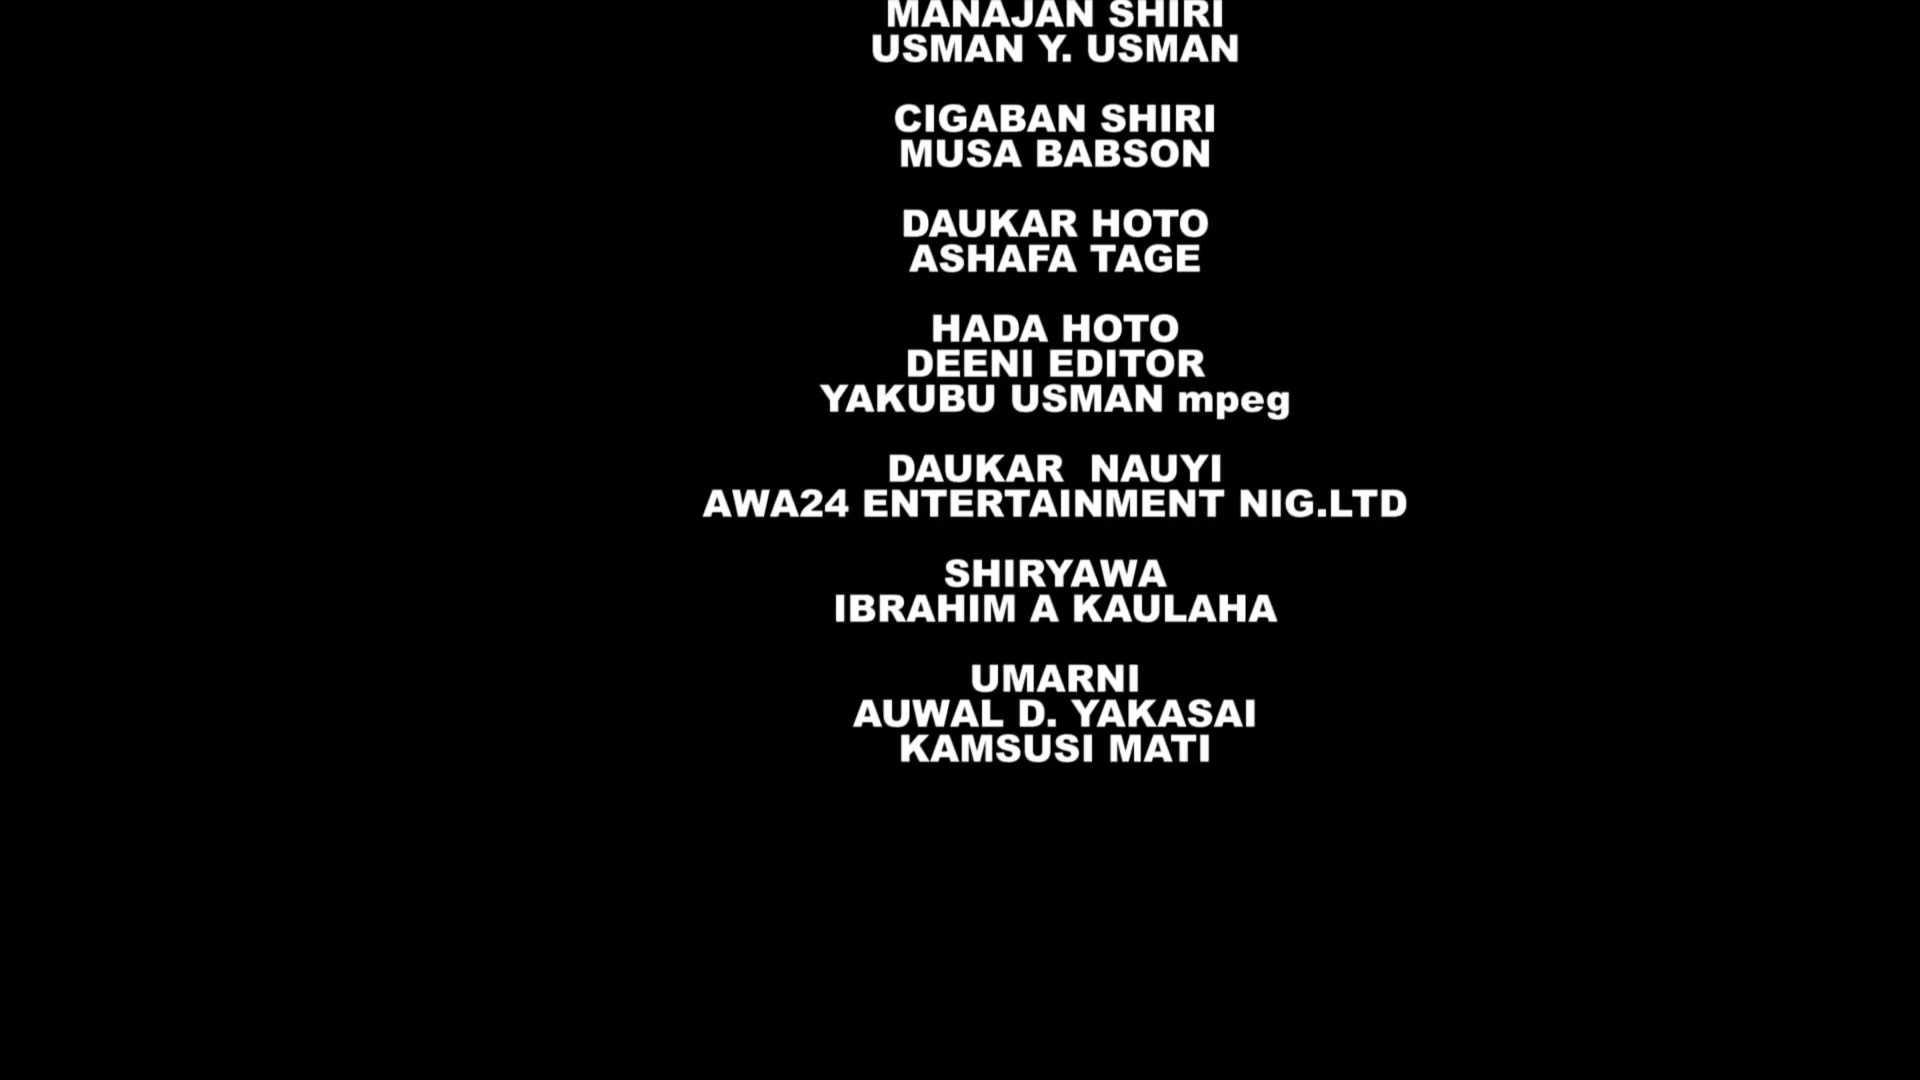 MANAJAN SHIRI
USMAN Y. USMAN
CIGABAN SHIRI
MUSA BABSON
DAUKAR HOTO
ASHAFA TAGE
HADA HOTO
DEENI EDITOR
YAKUBU USMAN mpeg
DAUKAR NAUYI
AWA24 ENTERTAINMENT NIG.LTD
SHIRYAWA
IBRAHIM A KAULAHA
UMARNI
AUWAL D. YAKASAI
KAMSUSI MATI